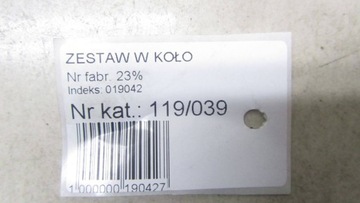 ZESTAW W KOŁO
Nr fabr. 23%
Indeks: 019042
Nr kat.: 119/039
1 000000 190427